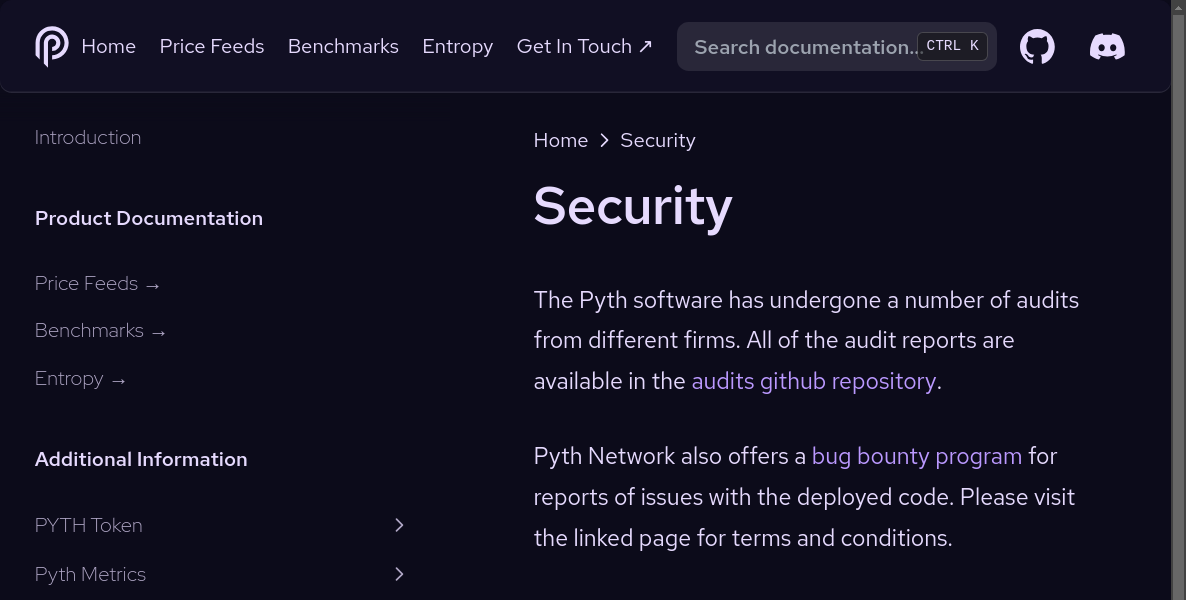 Home Price Feeds Benchmarks Entropy Get In Touch ↗ Search documentation... CTRL K
Introduction
Product Documentation
Price Feeds →
Benchmarks →
Entropy →
Additional Information
PYTH Token
Pyth Metrics
Home > Security
Security
The Pyth software has undergone a number of audits
from different firms. All of the audit reports are
available in the audits github repository.
Pyth Network also offers a bug bounty program for
reports of issues with the deployed code. Please visit
the linked page for terms and conditions.